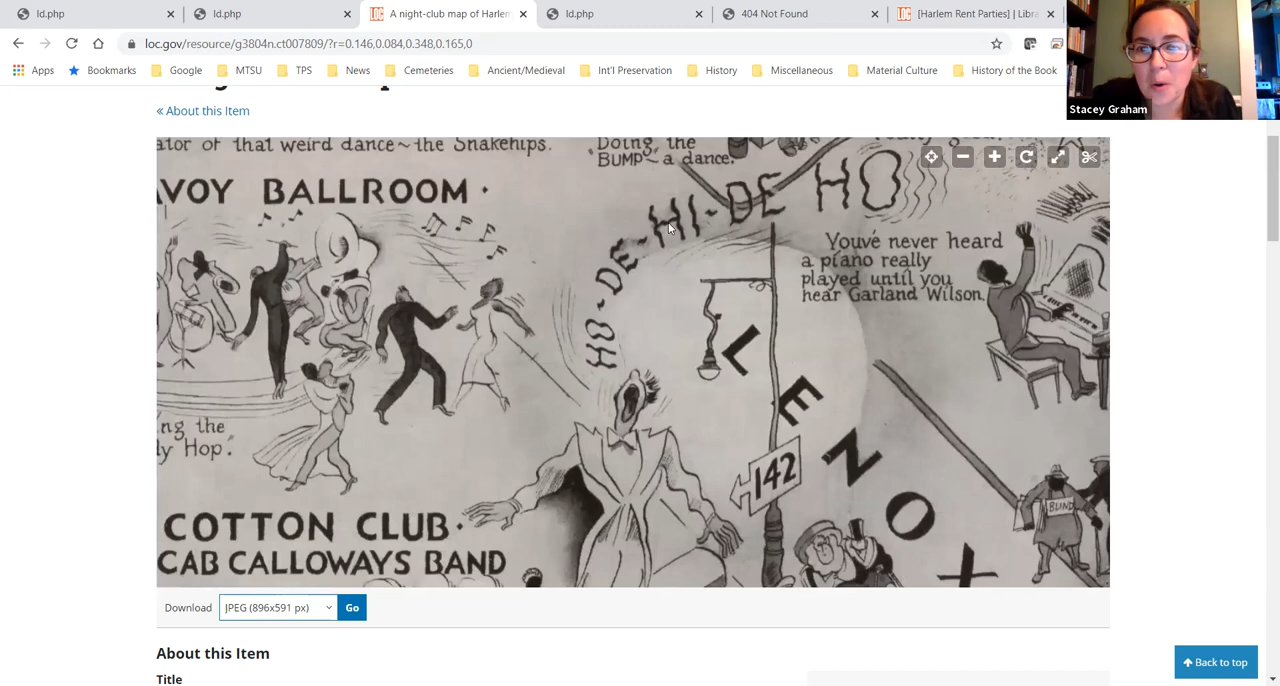 ld.php
ld.php
A night-club map of Harlem
ld.php
404 Not Found
[Harlem Rent Parties] | Libra
loc.gov/resource/g3804n.ct007809/?r=0.146,0.084,0.348,0.165,0
Apps
Bookmarks
Google
MTSU
TPS
News
Cemeteries
Ancient/Medieval
Int'l Preservation
History
Miscellaneous
Material Culture
History of the Book
Stacey Graham
« About this Item
ator of that weird dance~the Snakehips.
"Doing the
BUMP"~a dance.
VOY BALLROOM
HO-DE-HI-DE HO
You've never heard
a piano really
played until you
hear Garland Wilson.
LENOX
ng the
y Hop."
142
BLIND
COTTON CLUB
CAB CALLOWAYS BAND
Download
JPEG (896x591 px)
Go
About this Item
Title
Back to top